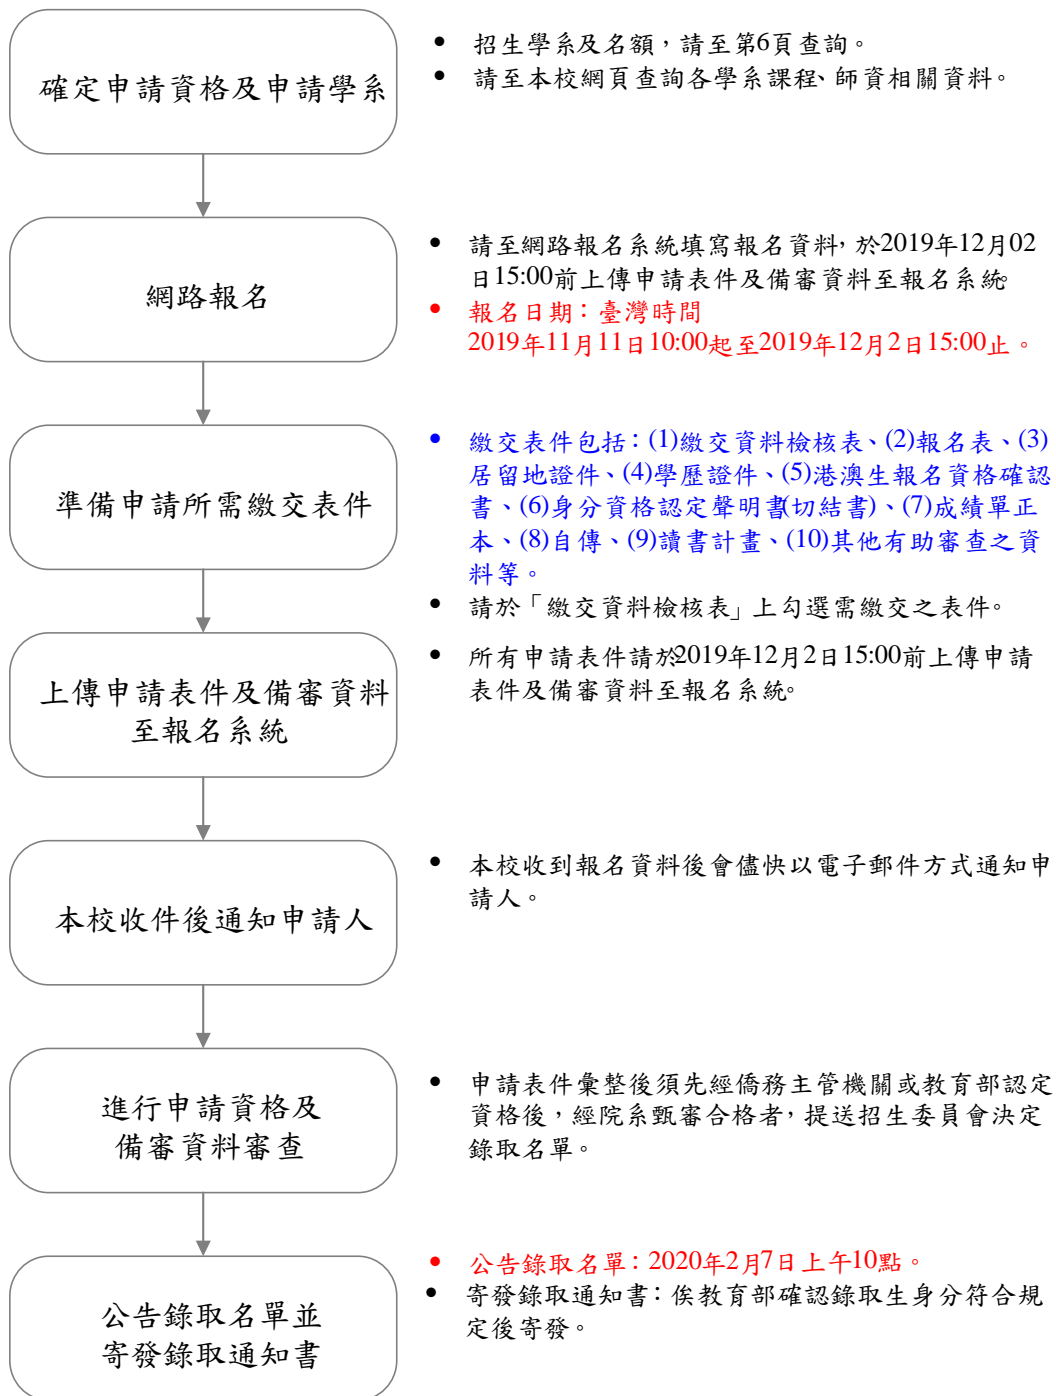 確定申請資格及申請學系
• 招生學系及名額，請至第6頁查詢。
• 請至本校網頁查詢各學系課程、師資相關資料。
網路報名
• 請至網路報名系統填寫報名資料，於2019年12月02
日15:00前上傳申請表件及備審資料至報名系統。
• 報名日期：臺灣時間
2019年11月11日10:00起至2019年12月2日15:00止。
準備申請所需繳交表件
• 繳交表件包括：(1)繳交資料檢核表、(2)報名表、(3)
居留地證件、(4)學歷證件、(5)港澳生報名資格確認
書、(6)身分資格認定聲明書(切結書)、(7)成績單正
本、(8)自傳、(9)讀書計畫、(10)其他有助審查之資
料等。
• 請於「繳交資料檢核表」上勾選需繳交之表件。
上傳申請表件及備審資料
至報名系統
• 所有申請表件請於2019年12月2日15:00前上傳申請
表件及備審資料至報名系統。
本校收件後通知申請人
• 本校收到報名資料後會儘快以電子郵件方式通知申
請人。
進行申請資格及
備審資料審查
• 申請表件彙整後須先經僑務主管機關或教育部認定
資格後，經院系甄審合格者，提送招生委員會決定
錄取名單。
公告錄取名單並
寄發錄取通知書
• 公告錄取名單：2020年2月7日上午10點。
• 寄發錄取通知書：俟教育部確認錄取生身分符合規
定後寄發。